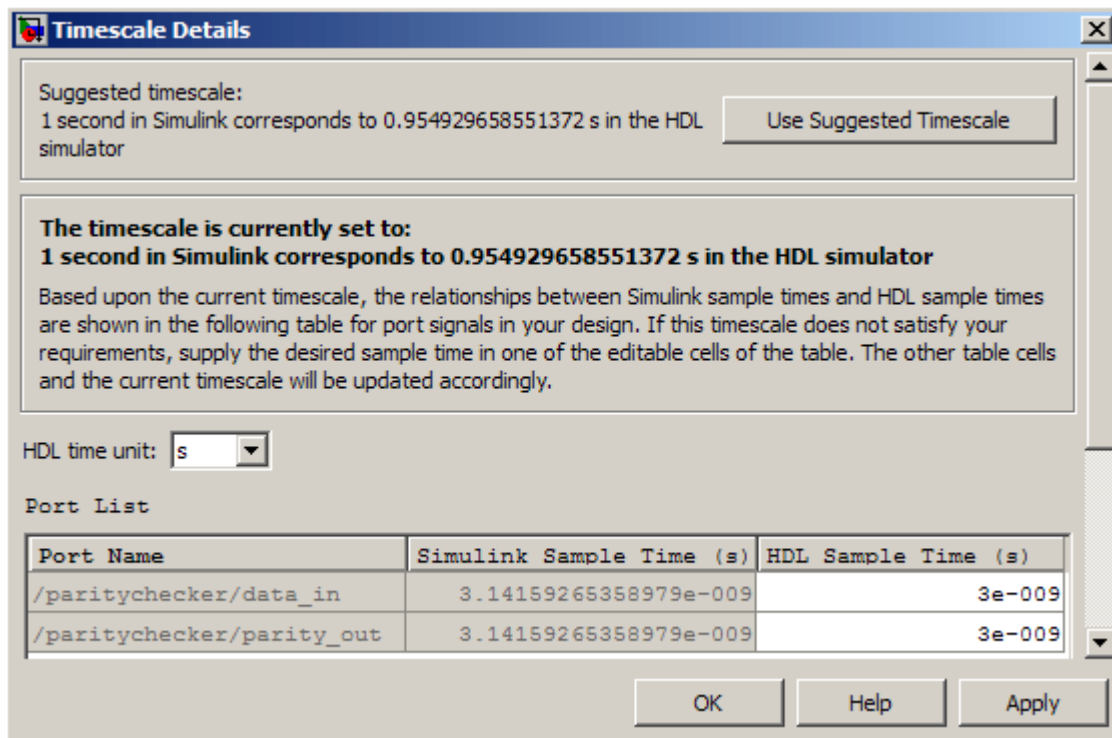 Timescale Details
Suggested timescale:
1 second in Simulink corresponds to 0.954929658551372 s in the HDL
simulator
Use Suggested Timescale
The timescale is currently set to:
1 second in Simulink corresponds to 0.954929658551372 s in the HDL simulator
Based upon the current timescale, the relationships between Simulink sample times and HDL sample times
are shown in the following table for port signals in your design. If this timescale does not satisfy your
requirements, supply the desired sample time in one of the editable cells of the table. The other table cells
and the current timescale will be updated accordingly.
HDL time unit: s
Port List
Port Name Simulink Sample Time (s) HDL Sample Time (s)
/paritychecker/data_in 3.14159265358979e-009 3e-009
/paritychecker/parity_out 3.14159265358979e-009 3e-009
OK Help Apply